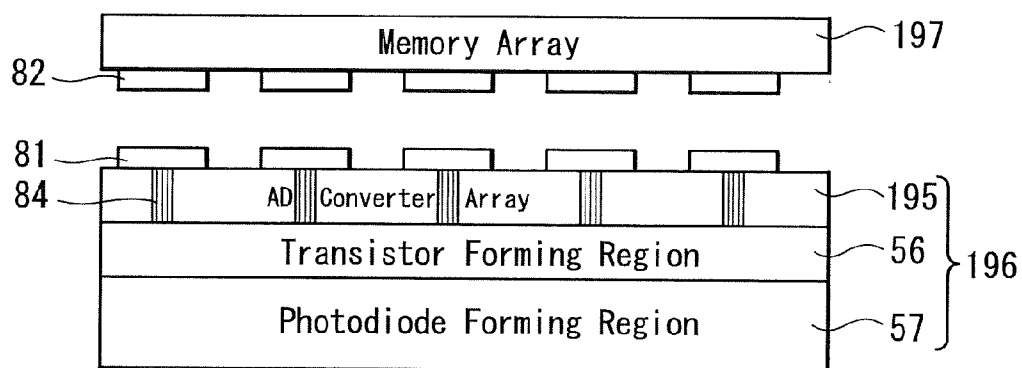 Memory Array
197
82
81
84
AD Converter Array
195
Transistor Forming Region
56
196
Photodiode Forming Region
57